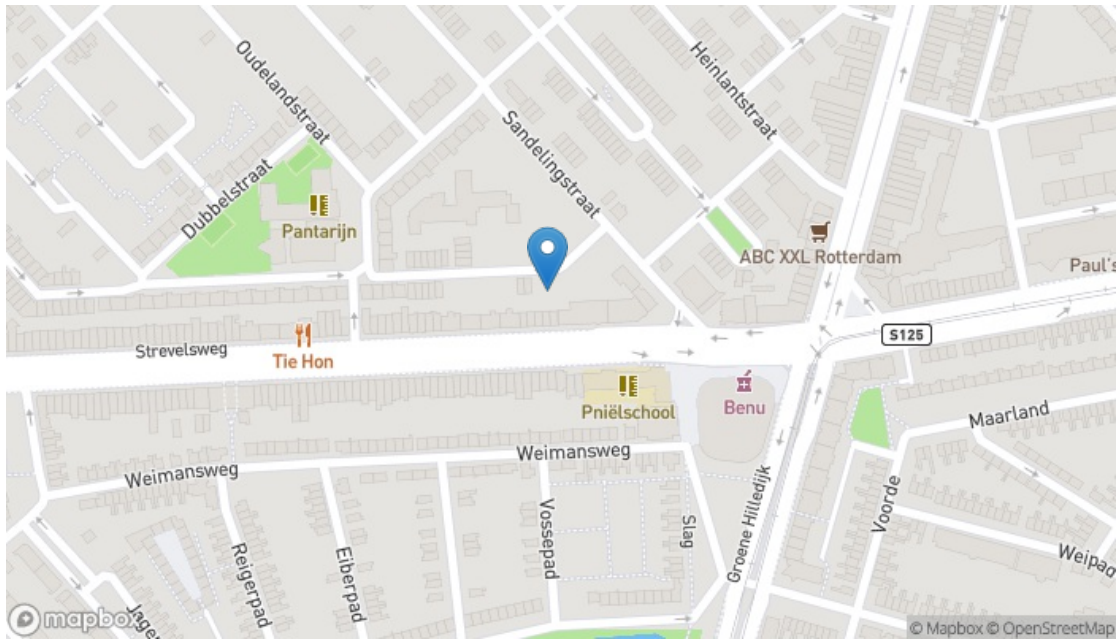 Oudelandstraat
Heinlantstraat
Sandelingstraat
Dubbelstraat
Pantarijn
ABC XXL Rotterdam
Paul's
S125
Strevelsweg
Tie Hon
Pniëlschool
Benu
Maarland
Weimansweg
Weimansweg
Groene Hilledijk
Voorde
Vossepad
Slag
Reigerpad
Eiberpad
Weipad
Jager
mapbox
© Mapbox © OpenStreetMap